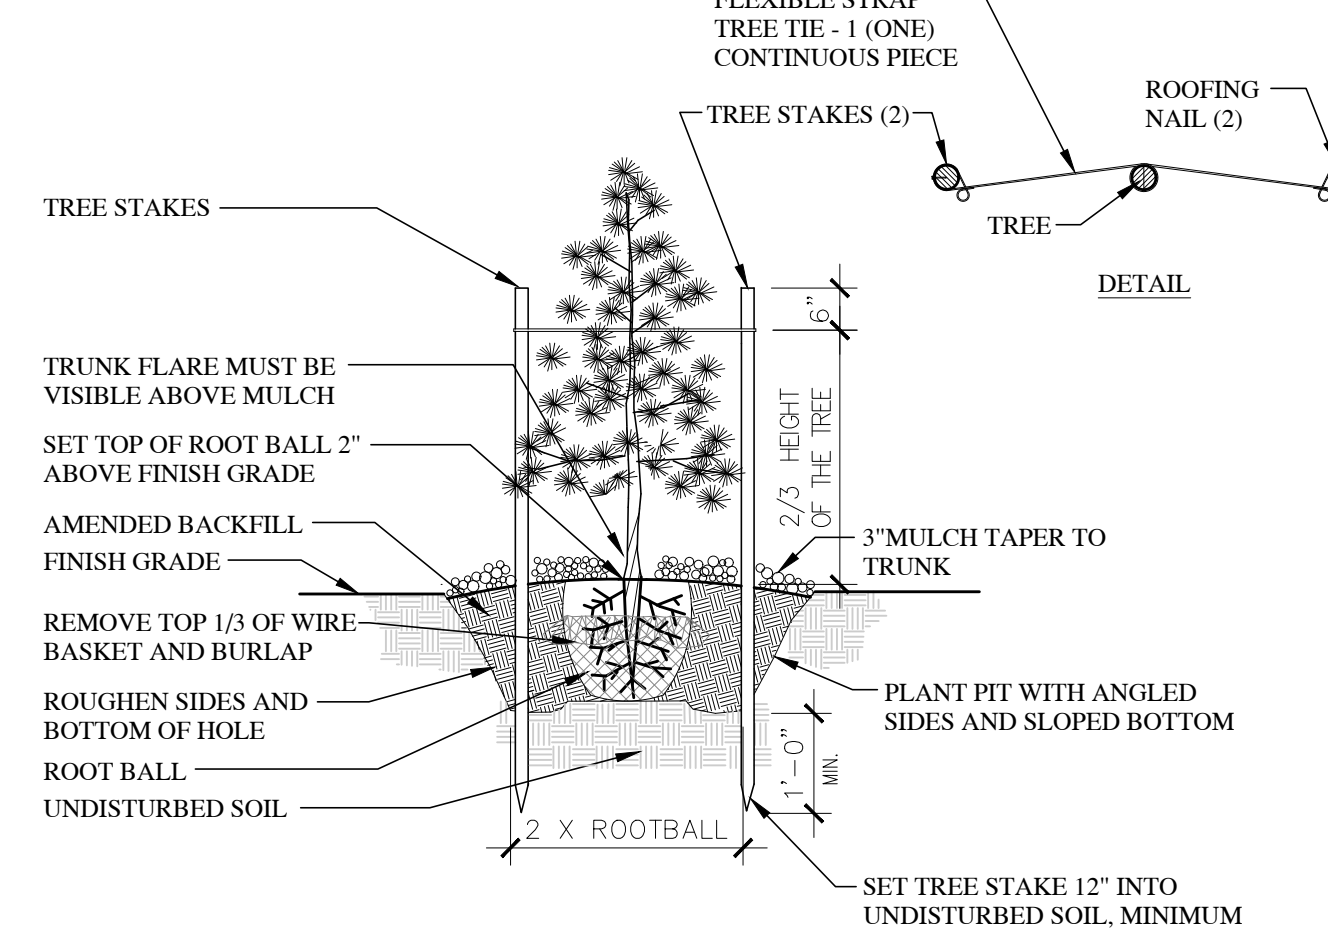 FLEXIBLE STRAP
TREE TIE - 1 (ONE)
CONTINUOUS PIECE
TREE STAKES (2)
ROOFING
NAIL (2)
TREE
DETAIL
TREE STAKES
TRUNK FLARE MUST BE
VISIBLE ABOVE MULCH
SET TOP OF ROOT BALL 2"
ABOVE FINISH GRADE
AMENDED BACKFILL
FINISH GRADE
REMOVE TOP 1/3 OF WIRE
BASKET AND BURLAP
ROUGHEN SIDES AND
BOTTOM OF HOLE
ROOT BALL
UNDISTURBED SOIL
6”
2/3 HEIGHT
OF THE TREE
3"MULCH TAPER TO
TRUNK
PLANT PIT WITH ANGLED
SIDES AND SLOPED BOTTOM
1’-0”
MIN.
2 X ROOTBALL
SET TREE STAKE 12" INTO
UNDISTURBED SOIL, MINIMUM